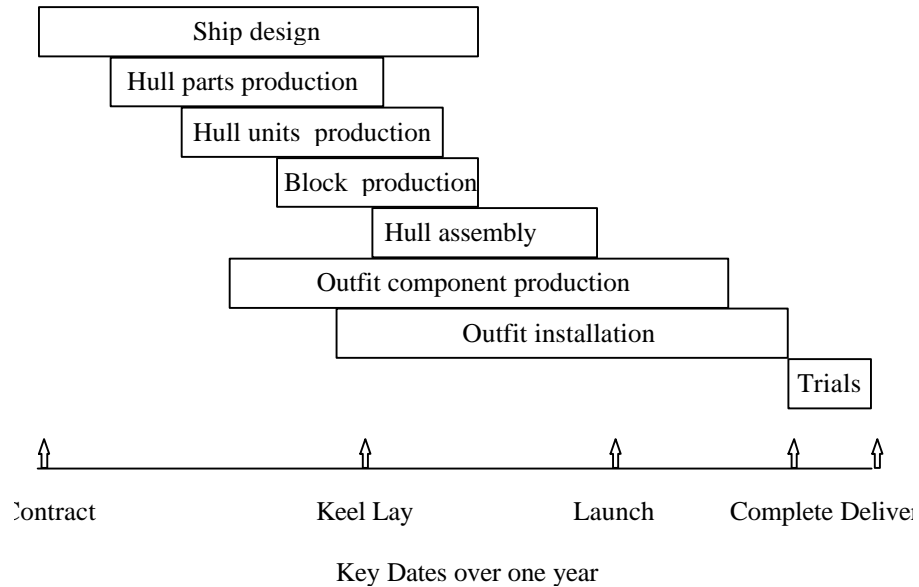 Ship design
Hull parts production
Hull units production
Block production
Hull assembly
Outfit component production
Outfit installation
Trials
Contract Keel Lay Launch Complete Deliver
Key Dates over one year